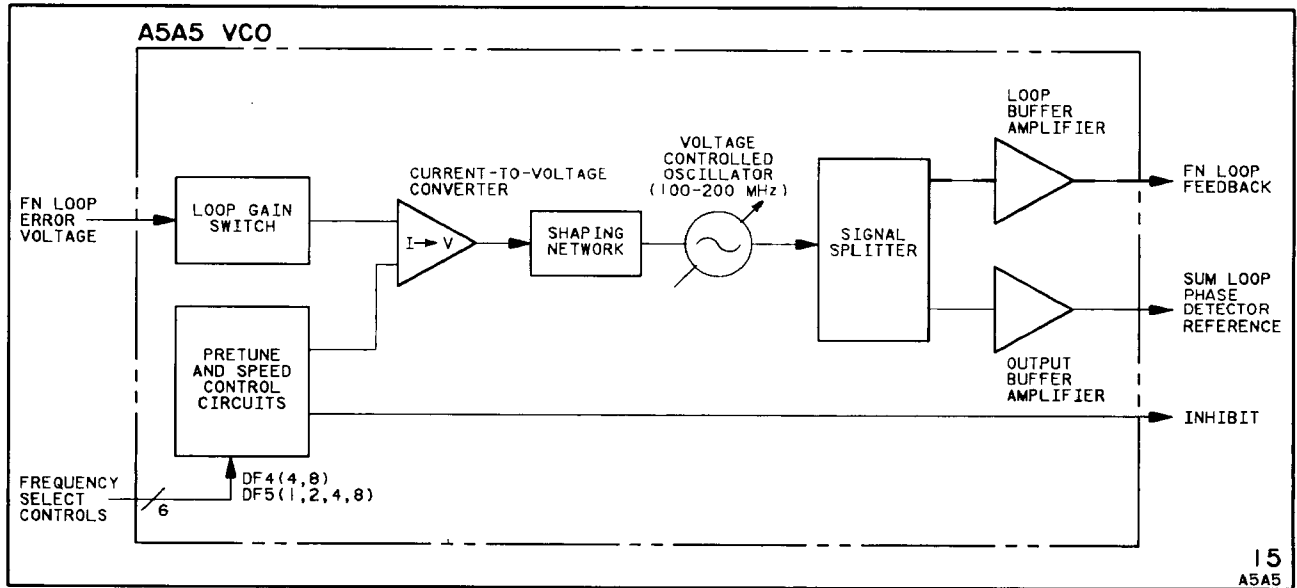 A5A5 VCO
FN LOOP
ERROR
VOLTAGE
LOOP GAIN
SWITCH
CURRENT-TO-VOLTAGE
CONVERTER
I→V
SHAPING
NETWORK
VOLTAGE
CONTROLLED
OSCILLATOR
(100-200 MHz)
SIGNAL
SPLITTER
LOOP
BUFFER
AMPLIFIER
FN LOOP
FEEDBACK
SUM LOOP
PHASE
DETECTOR
REFERENCE
OUTPUT
BUFFER
AMPLIFIER
PRETUNE
AND SPEED
CONTROL
CIRCUITS
INHIBIT
FREQUENCY
SELECT
CONTROLS
6
DF4(4,8)
DF5(1,2,4,8)
15
A5A5